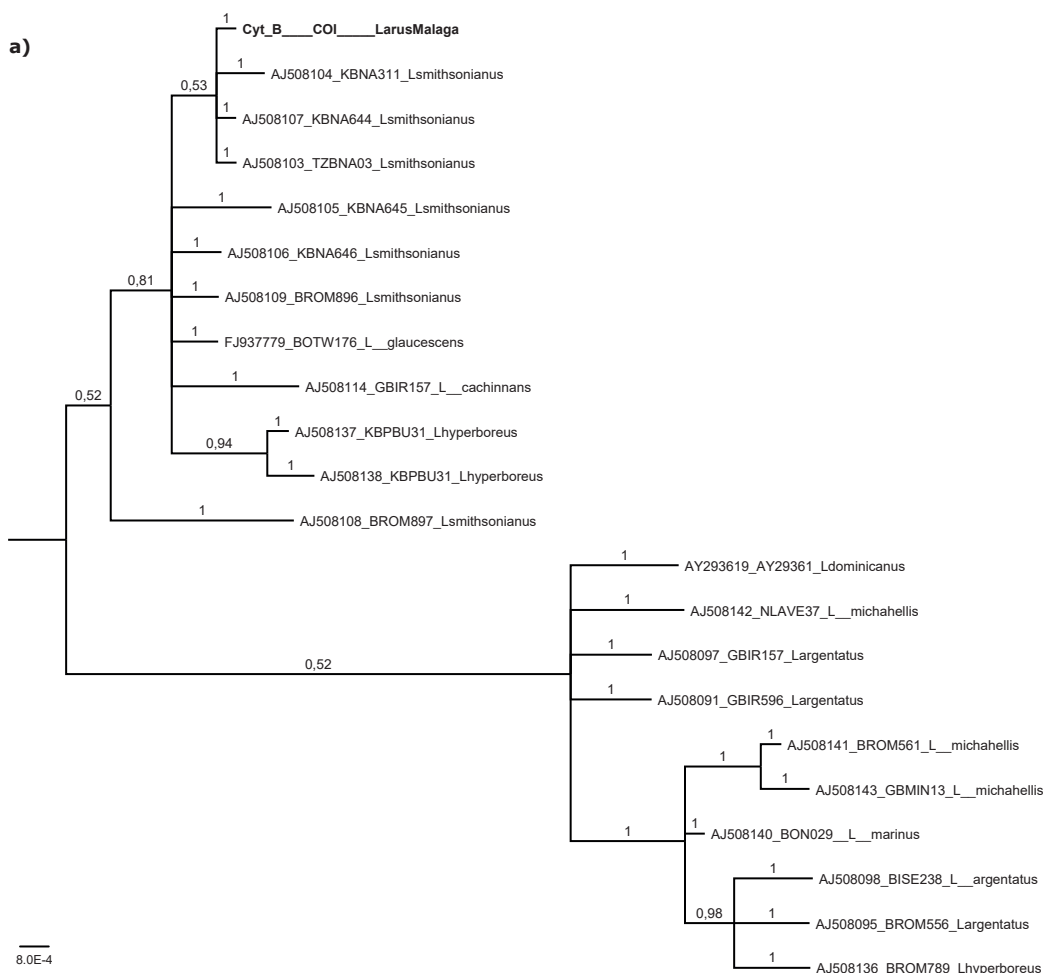 1
Cyt_B____COI_____LarusMalaga
a)
1
AJ508104_KBNA311_Lsmithsonianus
0,53
1
AJ508107_KBNA644_Lsmithsonianus
1
AJ508103_TZBNA03_Lsmithsonianus
1
AJ508105_KBNA645_Lsmithsonianus
1
AJ508106_KBNA646_Lsmithsonianus
0,81
1
AJ508109_BROM896_Lsmithsonianus
1
FJ937779_BOTW176_L__glaucescens
1
AJ508114_GBIR157_L__cachinnans
0,52
1
AJ508137_KBPBU31_Lhyperboreus
0,94
1
AJ508138_KBPBU31_Lhyperboreus
1
AJ508108_BROM897_Lsmithsonianus
1
AY293619_AY29361_Ldominicanus
1
AJ508142_NLAVE37_L__michahellis
1
AJ508097_GBIR157_Largentatus
0,52
1
AJ508091_GBIR596_Largentatus
1
AJ508141_BROM561_L__michahellis
1
1
AJ508143_GBMIN13_L__michahellis
1
1
AJ508140_BON029__L__marinus
1
AJ508098_BISE238_L__argentatus
0,98
1
AJ508095_BROM556_Largentatus
1
AJ508136_BROM789_Lhyperboreus
8.0E-4